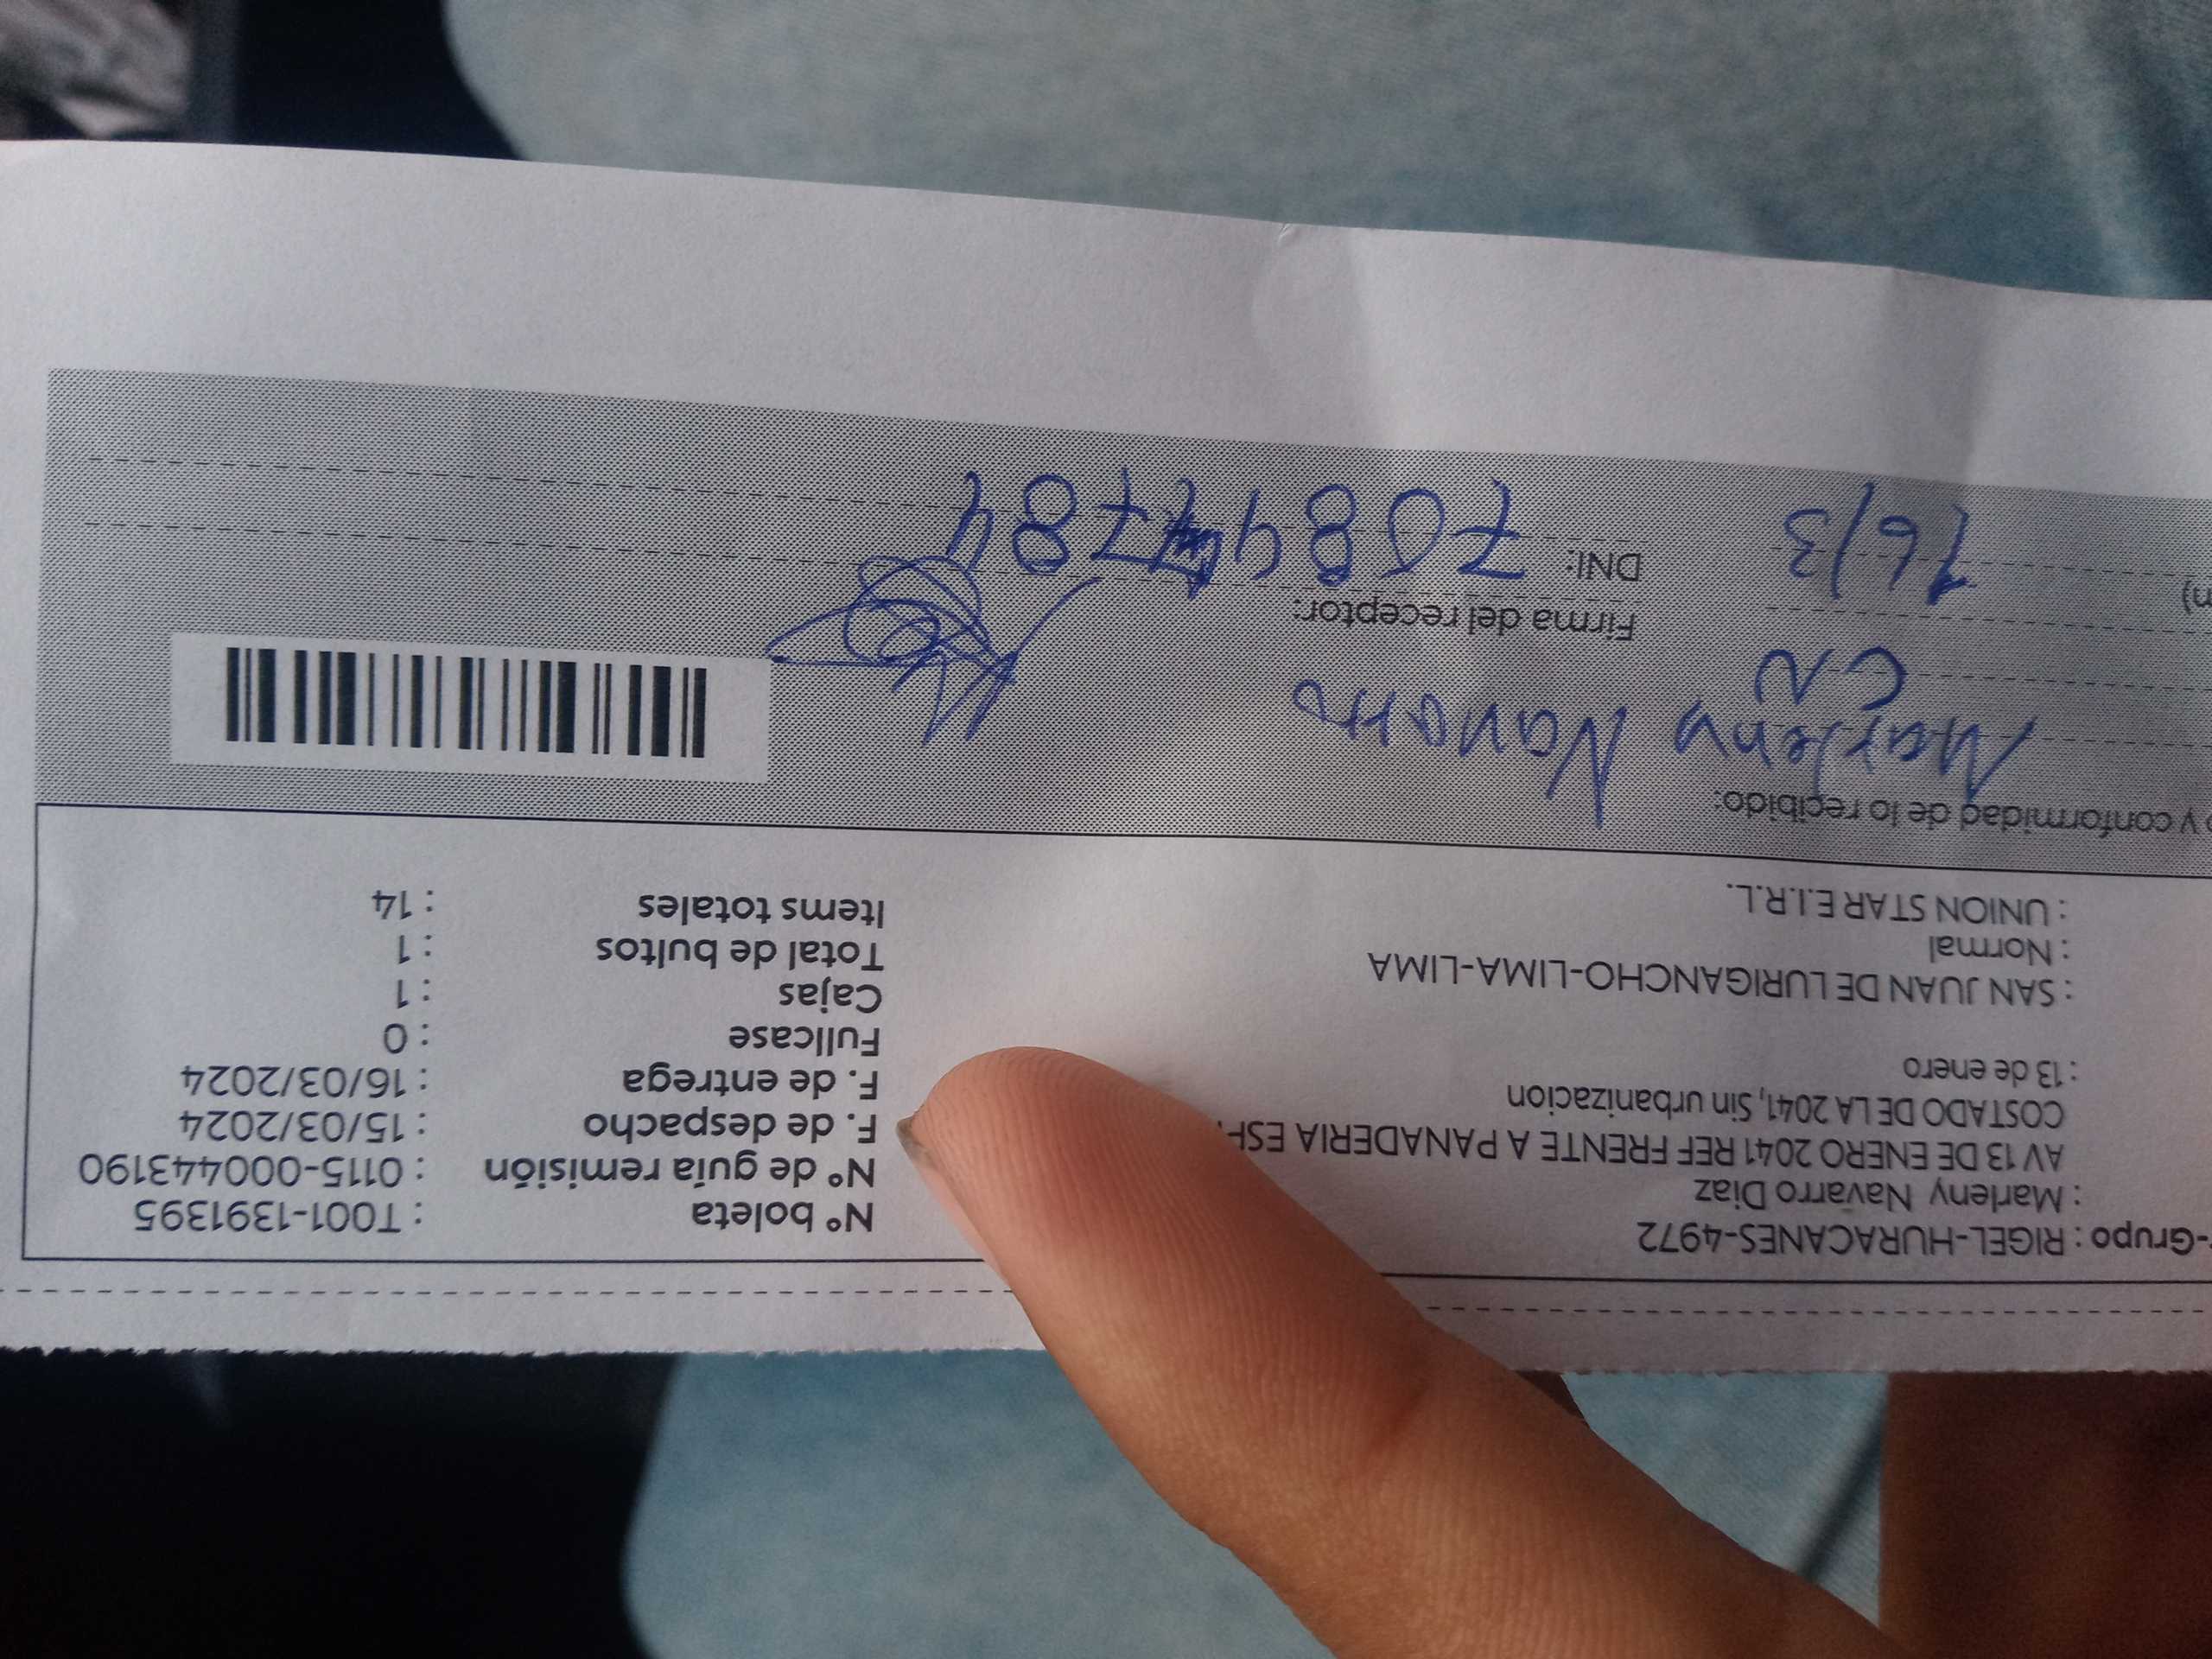 -Grupo : RIGEL-HURACANES-4972
: Marleny Navarro Diaz
AV 13 DE ENERO 2041 REF FRENTE A PANADERIA
COSTADO DE LA 2041, Sin urbanizacion
: 13 de enero
: SAN JUAN DE LURIGANCHO-LIMA-LIMA
: Normal
: UNION STAR E.I.R.L.
N° boleta : T001-1391395
N° de guía remisión : 0115-000443190
F. de despacho : 15/03/2024
F. de entrega : 16/03/2024
Fullcase : 0
Cajas : 1
Total de bultos : 1
Items totales : 14
y conformidad de lo recibido:
Marleny Navarro
16/3
Firma del receptor:
DNI: